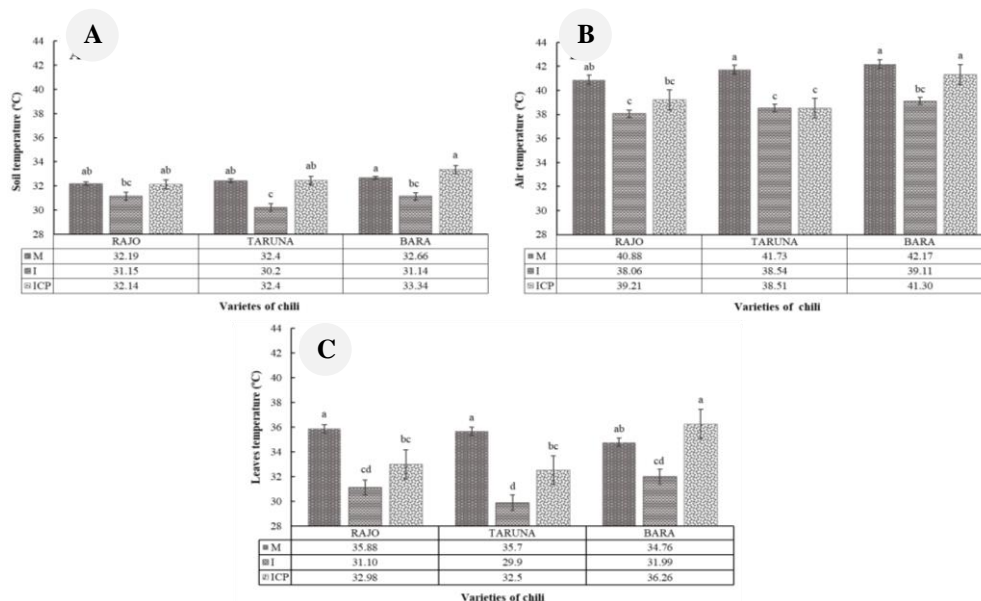 A B
44 44
42 42
40 40
38 38
36 36
34 34
32 32
30 30
28 28
Soil temperature (°C)
ab bc ab ab c ab a bc a
RAJO TARUNA BARA
M 32.19 32.4 32.66
I 31.15 30.2 31.14
ICP 32.14 32.4 33.34
Varietes of chili
Air temperature (°C)
ab c bc a c c a bc a
RAJO TARUNA BARA
M 40.88 41.73 42.17
I 38.06 38.54 39.11
ICP 39.21 38.51 41.30
Varieties of chili
C
44
42
40
38
36
34
32
30
28
Leaves temperature (°C)
a cd bc a d bc ab cd a
RAJO TARUNA BARA
M 35.88 35.7 34.76
I 31.10 29.9 31.99
ICP 32.98 32.5 36.26
Varieties of chili